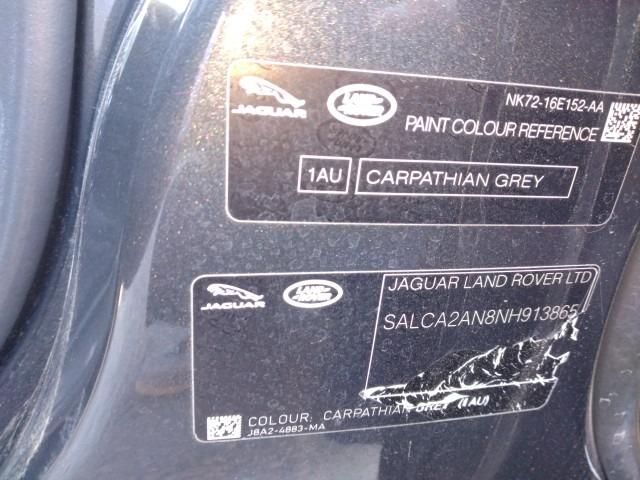 JAGUAR
LAND ROVER
NK72-16E152-AA
PAINT COLOUR REFERENCE
1AU
CARPATHIAN GREY
JAGUAR
LAND ROVER
JAGUAR LAND ROVER LTD
SALCA2AN8NH913865
COLOUR: CARPATHIAN GREY (1AU)
J8A2-4883-MA